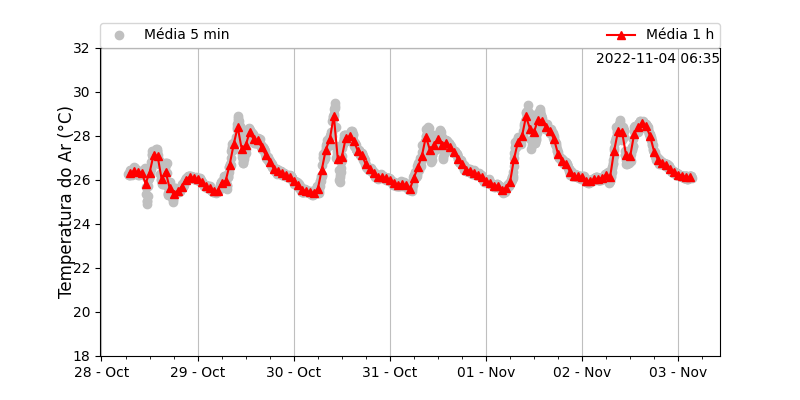 Média 5 min
Média 1 h
2022-11-04 06:35
Temperatura do Ar (°C)
32
30
28
26
24
22
20
18
28 - Oct
29 - Oct
30 - Oct
31 - Oct
01 - Nov
02 - Nov
03 - Nov